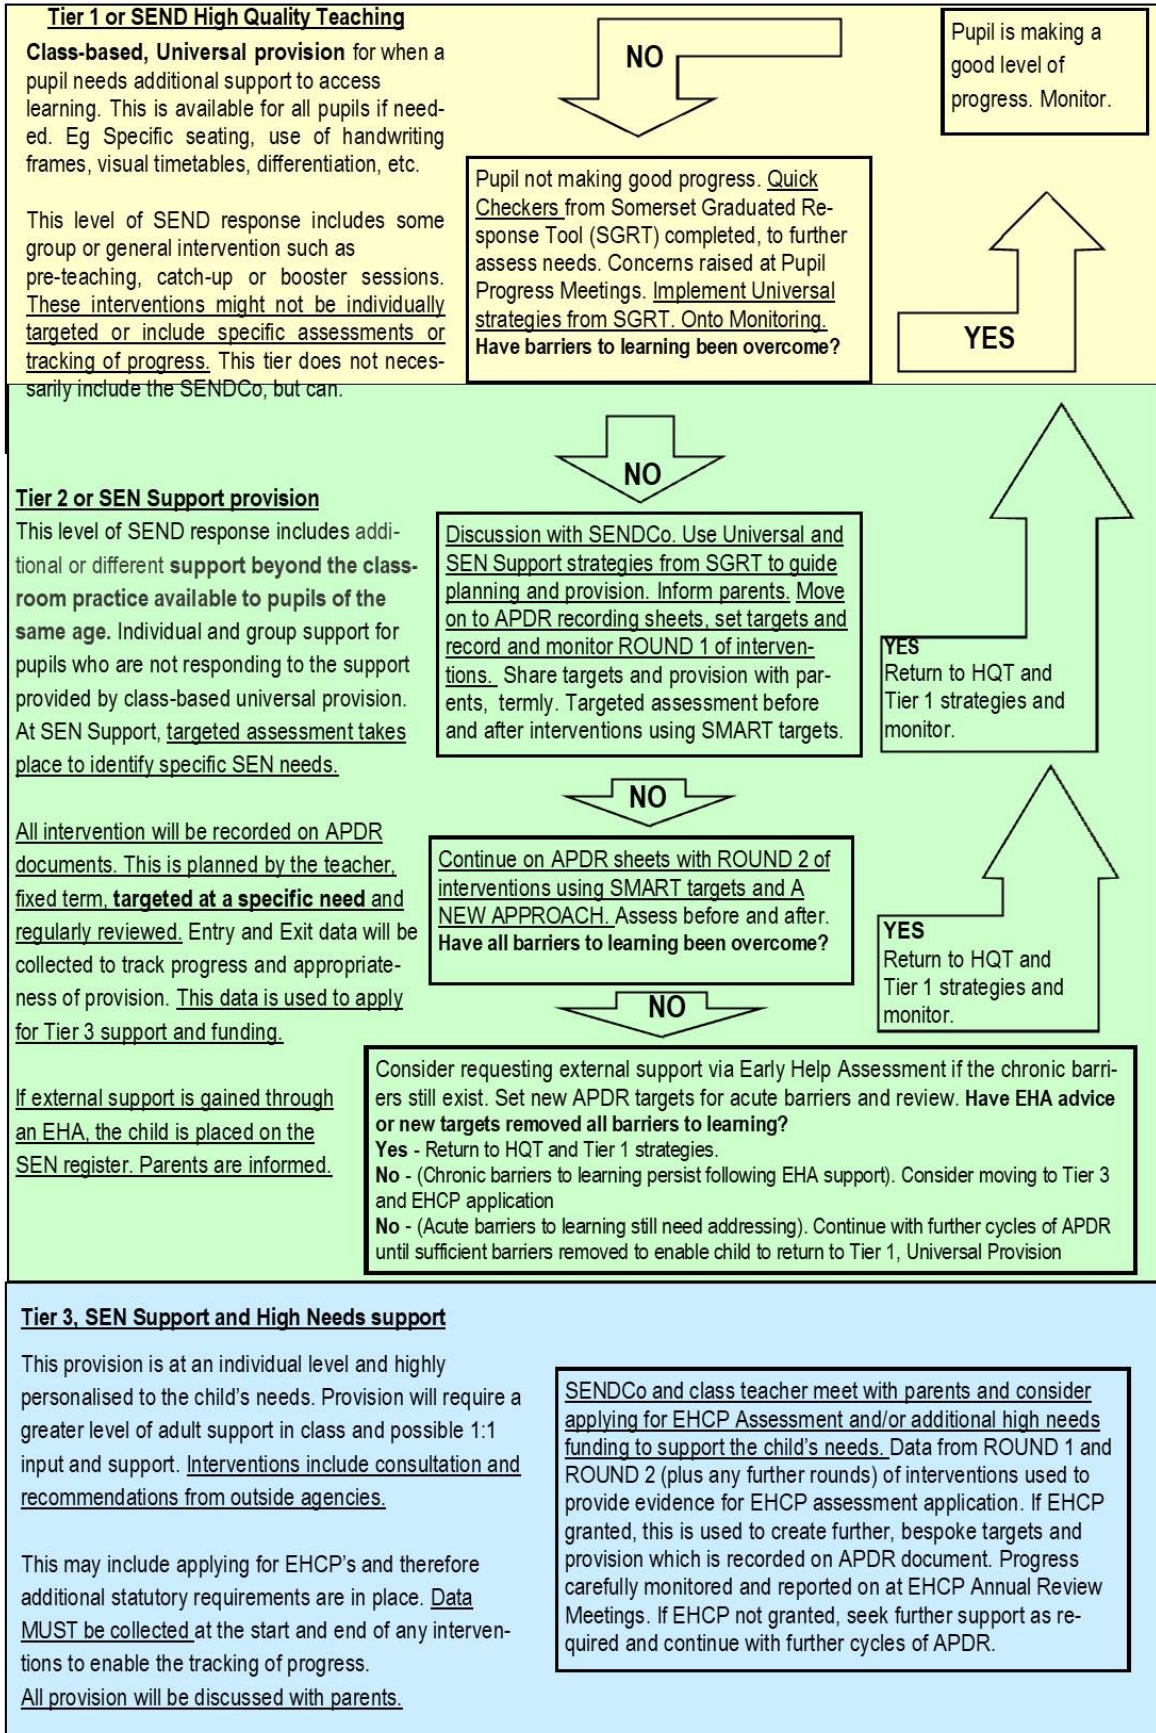 Tier 1 or SEND High Quality Teaching
Class-based, Universal provision for when a
pupil needs additional support to access
learning. This is available for all pupils if need-
ed. Eg Specific seating, use of handwriting
frames, visual timetables, differentiation, etc.
This level of SEND response includes some
group or general intervention such as
pre-teaching, catch-up or booster sessions.
These interventions might not be individually
targeted or include specific assessments or
tracking of progress. This tier does not neces-
sarily include the SENDCo, but can.
NO
Pupil is making a
good level of
progress. Monitor.
Pupil not making good progress. Quick
Checkers from Somerset Graduated Re-
sponse Tool (SGRT) completed, to further
assess needs. Concerns raised at Pupil
Progress Meetings. Implement Universal
strategies from SGRT. Onto Monitoring.
Have barriers to learning been overcome?
YES
NO
Tier 2 or SEN Support provision
This level of SEND response includes addi-
tional or different support beyond the class-
room practice available to pupils of the
same age. Individual and group support for
pupils who are not responding to the support
provided by class-based universal provision.
At SEN Support, targeted assessment takes
place to identify specific SEN needs.
All intervention will be recorded on APDR
documents. This is planned by the teacher,
fixed term, targeted at a specific need and
regularly reviewed. Entry and Exit data will be
collected to track progress and appropriate-
ness of provision. This data is used to apply
for Tier 3 support and funding.
If external support is gained through
an EHA, the child is placed on the
SEN register. Parents are informed.
Discussion with SENDCo. Use Universal and
SEN Support strategies from SGRT to guide
planning and provision. Inform parents. Move
on to APDR recording sheets, set targets and
record and monitor ROUND 1 of interven-
tions. Share targets and provision with par-
ents, termly. Targeted assessment before
and after interventions using SMART targets.
YES
Return to HQT and
Tier 1 strategies and
monitor.
NO
Continue on APDR sheets with ROUND 2 of
interventions using SMART targets and A
NEW APPROACH. Assess before and after.
Have all barriers to learning been overcome?
YES
Return to HQT and
Tier 1 strategies and
monitor.
NO
Consider requesting external support via Early Help Assessment if the chronic barri-
ers still exist. Set new APDR targets for acute barriers and review. Have EHA advice
or new targets removed all barriers to learning?
Yes - Return to HQT and Tier 1 strategies.
No - (Chronic barriers to learning persist following EHA support). Consider moving to Tier 3
and EHCP application
No - (Acute barriers to learning still need addressing). Continue with further cycles of APDR
until sufficient barriers removed to enable child to return to Tier 1, Universal Provision
Tier 3, SEN Support and High Needs support
This provision is at an individual level and highly
personalised to the child's needs. Provision will require a
greater level of adult support in class and possible 1:1
input and support. Interventions include consultation and
recommendations from outside agencies.
This may include applying for EHCP's and therefore
additional statutory requirements are in place. Data
MUST be collected at the start and end of any interven-
tions to enable the tracking of progress.
All provision will be discussed with parents.
SENDCo and class teacher meet with parents and consider
applying for EHCP Assessment and/or additional high needs
funding to support the child's needs. Data from ROUND 1 and
ROUND 2 (plus any further rounds) of interventions used to
provide evidence for EHCP assessment application. If EHCP
granted, this is used to create further, bespoke targets and
provision which is recorded on APDR document. Progress
carefully monitored and reported on at EHCP Annual Review
Meetings. If EHCP not granted, seek further support as re-
quired and continue with further cycles of APDR.